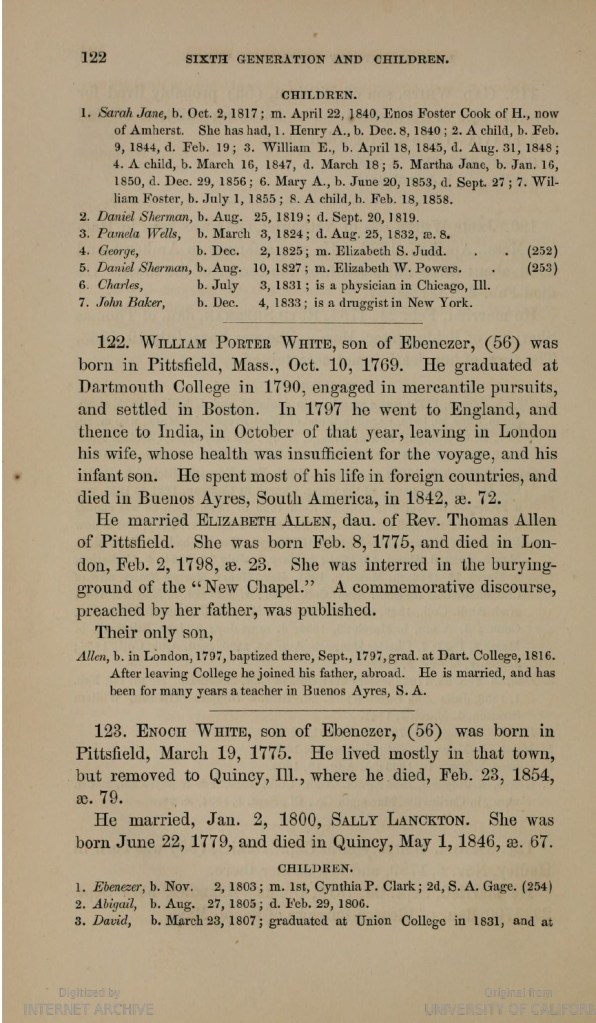 122 SIXTH GENERATION AND CHILDREN.
CHILDREN.
1. Sarah Jane, b. Oct. 2, 1817; m. April 22, 1840, Enos Foster Cook of H., now
of Amherst. She has had, 1. Henry A., b. Dec. 8, 1840; 2. A child, b. Feb.
9, 1844, d. Feb. 19; 3. William E., b. April 18, 1845, d. Aug. 31, 1848;
4. A child, b. March 16, 1847, d. March 18; 5. Martha Jane, b. Jan. 16,
1850, d. Dec. 29, 1856; 6. Mary A., b. June 20, 1853, d. Sept. 27; 7. Wil-
liam Foster, b. July 1, 1855; 8. A child, b. Feb. 18, 1858.
2. Daniel Sherman, b. Aug. 25, 1819; d. Sept. 20, 1819.
3. Pamela Wells, b. March 3, 1824; d. Aug. 25, 1832, æ. 8.
4. George, b. Dec. 2, 1825; m. Elizabeth S. Judd. . . (252)
5. Daniel Sherman, b. Aug. 10, 1827; m. Elizabeth W. Powers. . (253)
6. Charles, b. July 3, 1831; is a physician in Chicago, Ill.
7. John Baker, b. Dec. 4, 1833; is a druggist in New York.
122. WILLIAM PORTER WHITE, son of Ebenezer, (56) was
born in Pittsfield, Mass., Oct. 10, 1769. He graduated at
Dartmouth College in 1790, engaged in mercantile pursuits,
and settled in Boston. In 1797 he went to England, and
thence to India, in October of that year, leaving in London
his wife, whose health was insufficient for the voyage, and his
infant son. He spent most of his life in foreign countries, and
died in Buenos Ayres, South America, in 1842, æ. 72.
He married ELIZABETH ALLEN, dau. of Rev. Thomas Allen
of Pittsfield. She was born Feb. 8, 1775, and died in Lon-
don, Feb. 2, 1798, æ. 23. She was interred in the burying-
ground of the "New Chapel." A commemorative discourse,
preached by her father, was published.
Their only son,
Allen, b. in London, 1797, baptized there, Sept., 1797, grad. at Dart. College, 1816.
After leaving College he joined his father, abroad. He is married, and has
been for many years a teacher in Buenos Ayres, S. A.
123. ENOCH WHITE, son of Ebenezer, (56) was born in
Pittsfield, March 19, 1775. He lived mostly in that town,
but removed to Quincy, Ill., where he died, Feb. 23, 1854,
æ. 79.
He married, Jan. 2, 1800, SALLY LANCKTON. She was
born June 22, 1779, and died in Quincy, May 1, 1846, æ. 67.
CHILDREN.
1. Ebenezer, b. Nov. 2, 1803; m. 1st, Cynthia P. Clark; 2d, S. A. Gage. (254)
2. Abigail, b. Aug. 27, 1805; d. Feb. 29, 1806.
3. David, b. March 23, 1807; graduated at Union College in 1831, and at
Digitized by Original from
INTERNET ARCHIVE UNIVERSITY OF CALIFOR